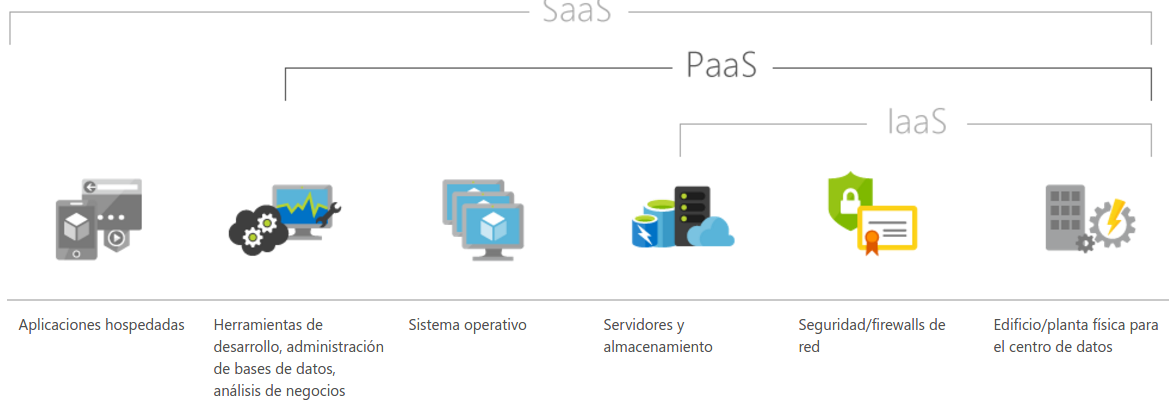 SaaS
PaaS
IaaS
Aplicaciones hospedadas
Herramientas de
desarrollo, administración
de bases de datos,
análisis de negocios
Sistema operativo
Servidores y
almacenamiento
Seguridad/firewalls de
red
Edificio/planta física para
el centro de datos